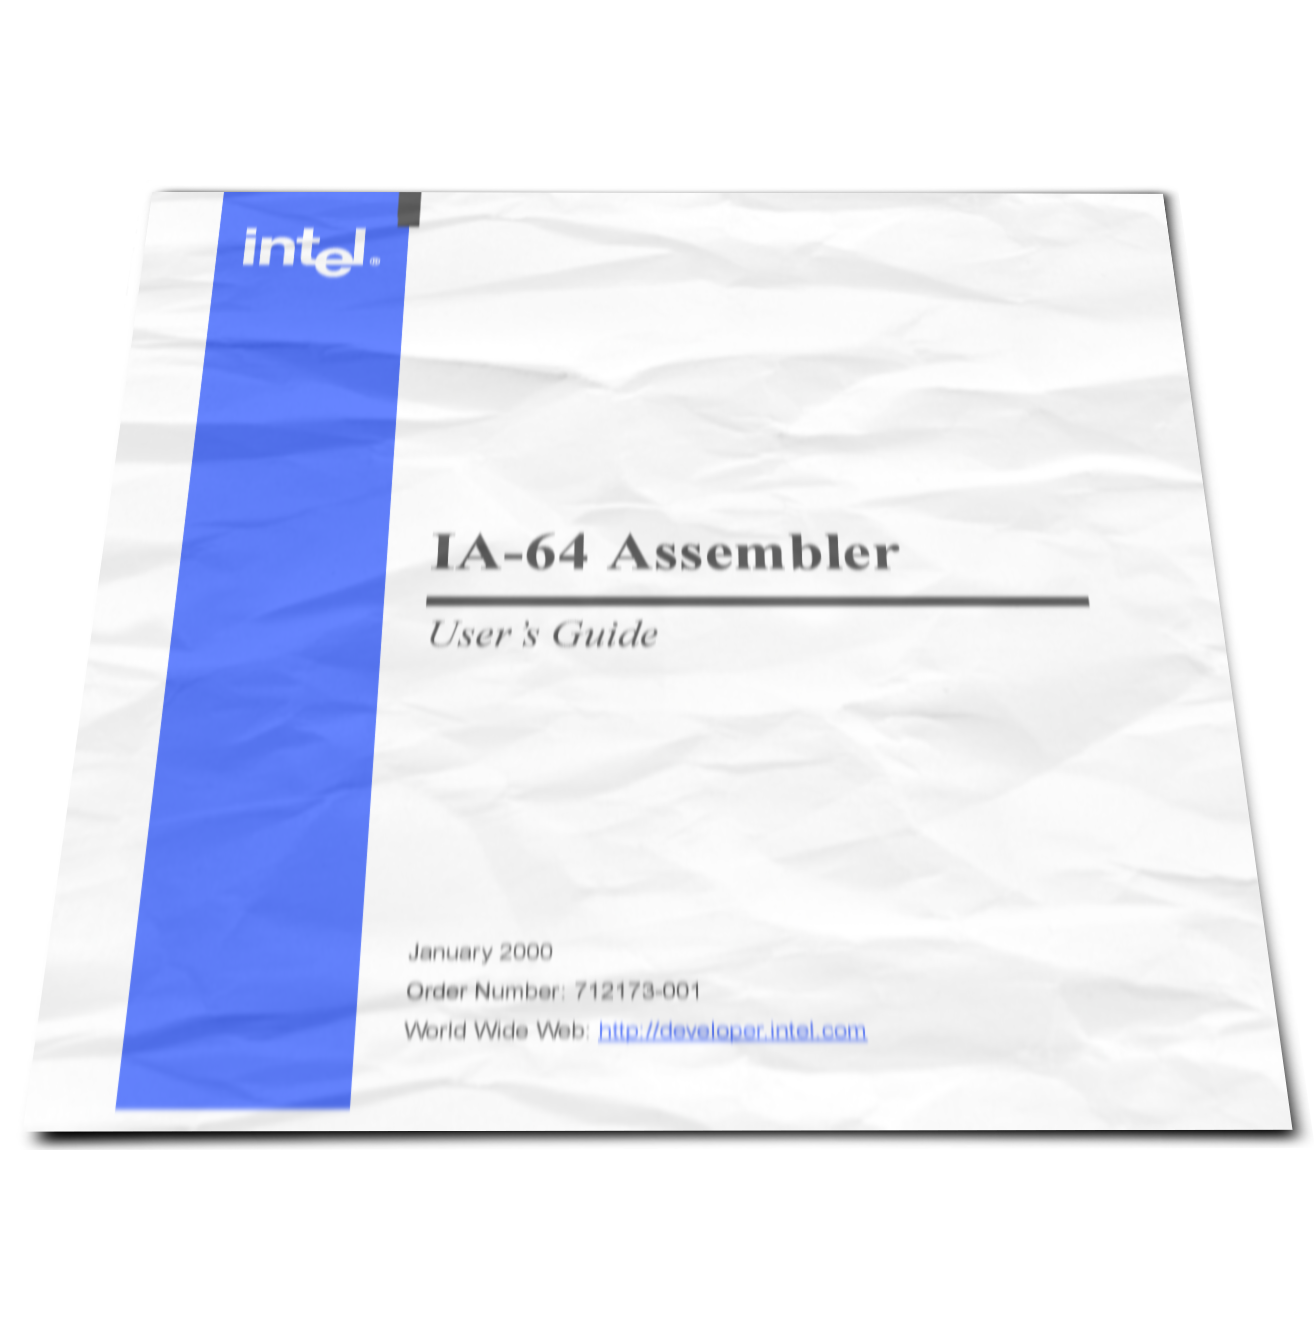 intel®
IA-64 Assembler
User's Guide
January 2000
Order Number: 712173-001
World Wide Web: http://developer.intel.com